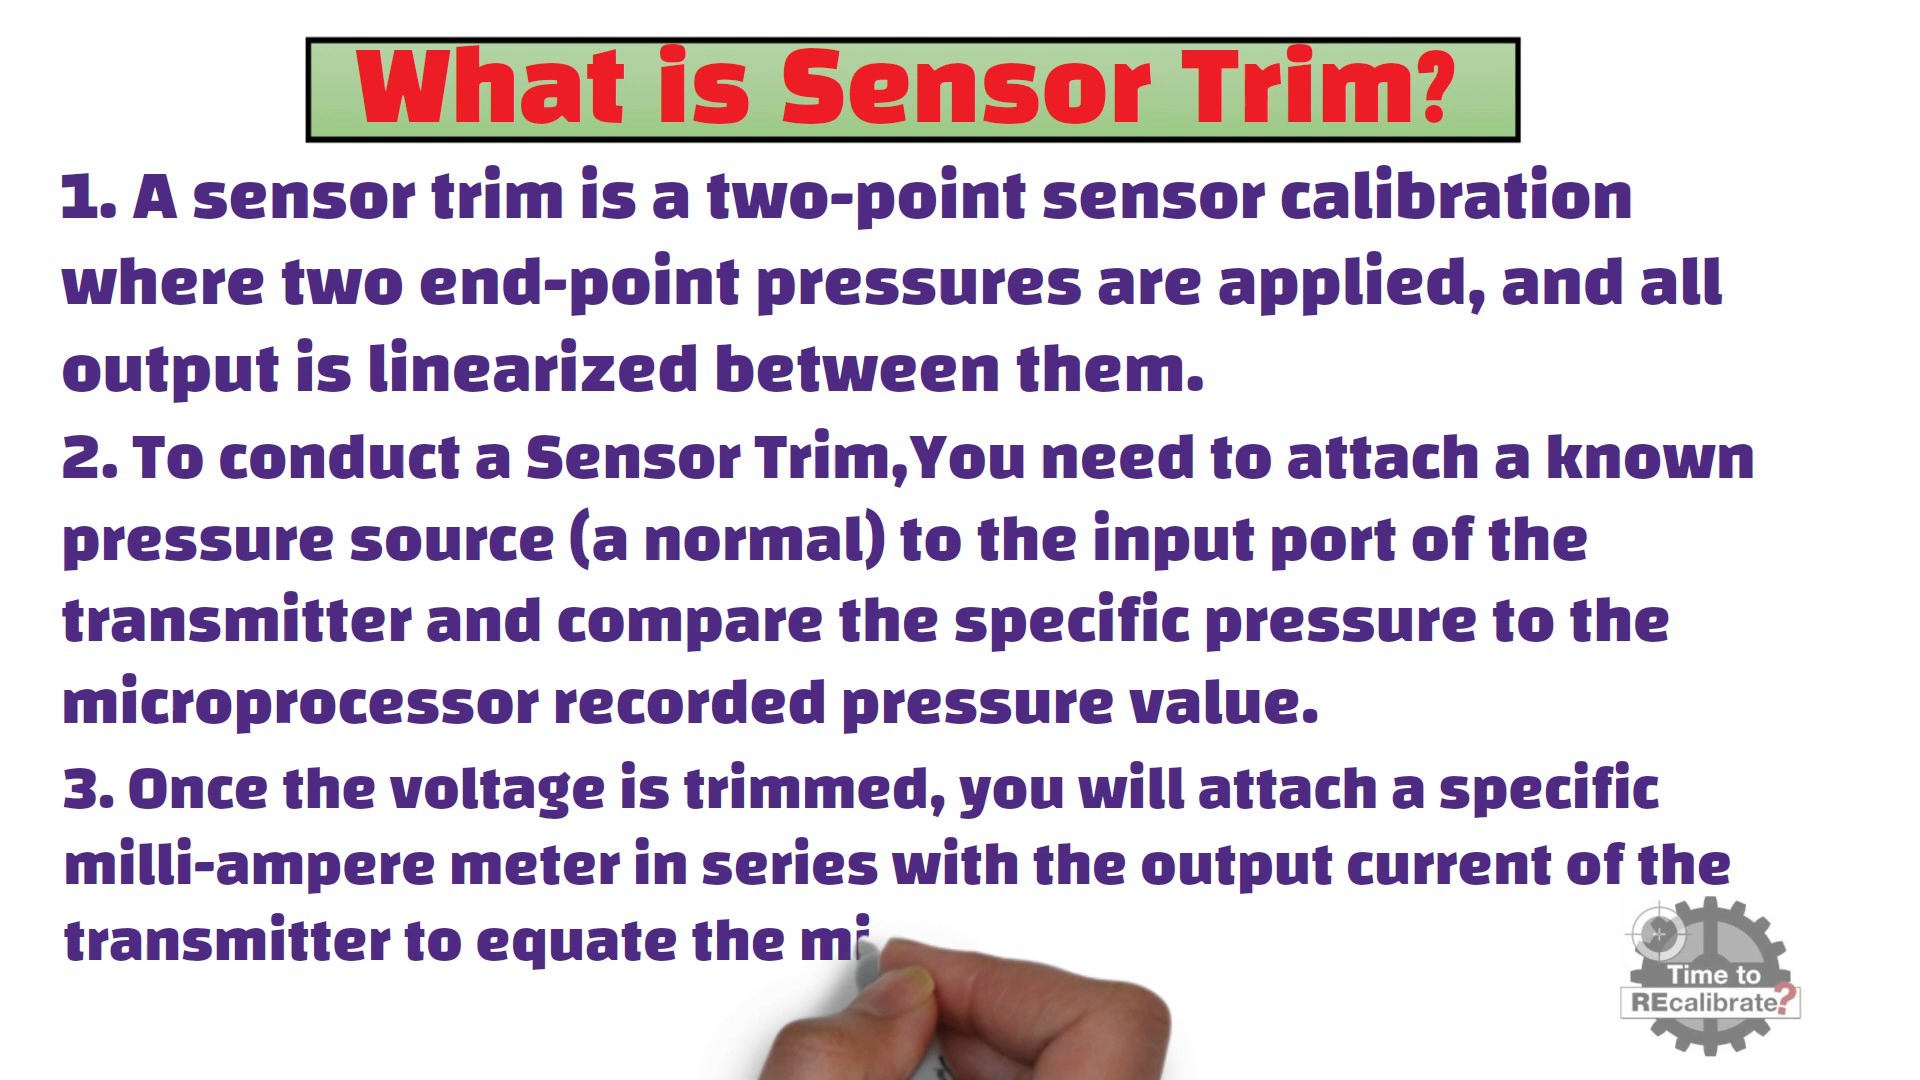 What is Sensor Trim?
1. A sensor trim is a two-point sensor calibration
where two end-point pressures are applied, and all
output is linearized between them.
2. To conduct a Sensor Trim,You need to attach a known
pressure source (a normal) to the input port of the
transmitter and compare the specific pressure to the
microprocessor recorded pressure value.
3. Once the voltage is trimmed, you will attach a specific
milli-ampere meter in series with the output current of the
transmitter to equate the mi
Time to
REcalibrate?